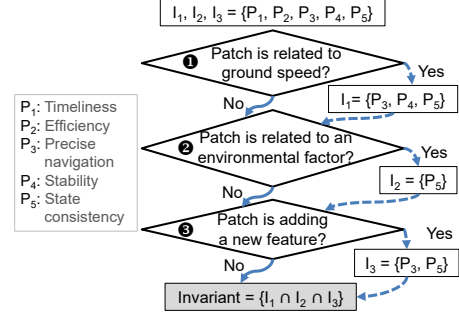 I₁, I₂, I₃ = {P₁, P₂, P₃, P₄, P₅}
❶ Patch is related to
ground speed?
Yes
No
I₁= {P₃, P₄, P₅}
P₁: Timeliness
P₂: Efficiency
P₃: Precise
navigation
P₄: Stability
P₅: State
consistency
❷ Patch is related to an
environmental factor?
Yes
No
I₂ = {P₅}
❸ Patch is adding
a new feature?
Yes
No
I₃ = {P₃, P₅}
Invariant = {I₁ ∩ I₂ ∩ I₃}